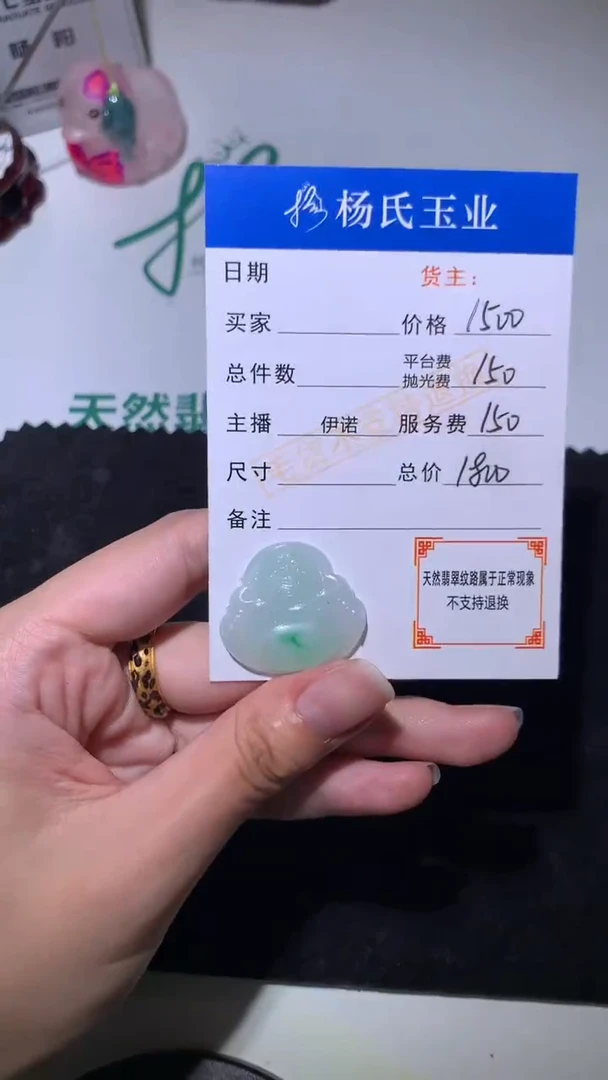 杨氏玉业
日期 货主：
买家 价格 1500
总件数 平台费 抛光费 150
主播 伊诺 服务费 150
尺寸 总价 1800
备注
天然翡翠纹路属于正常现象
不支持退换
天然翡